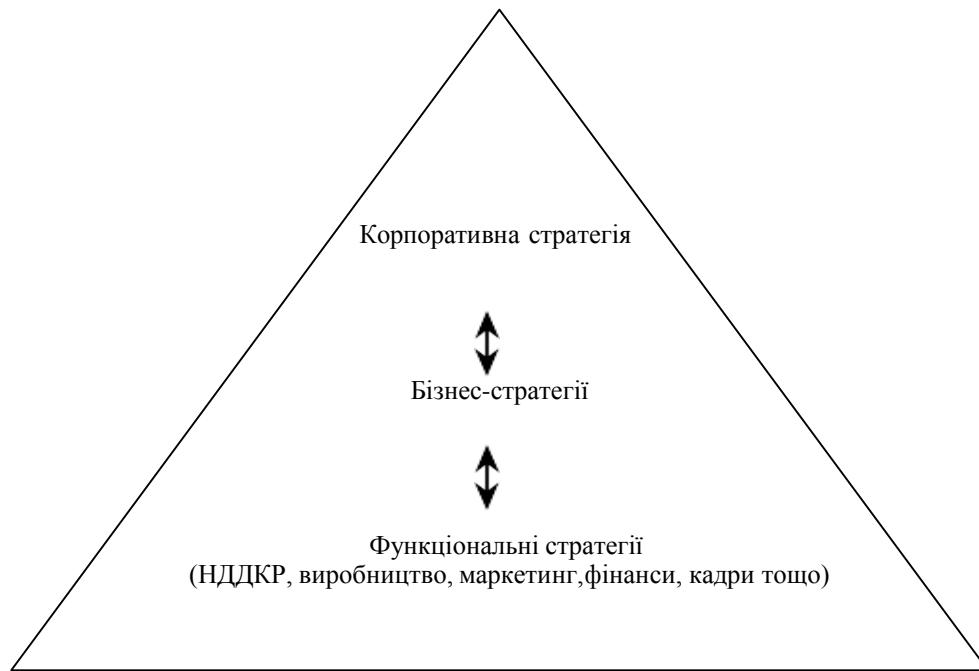 Корпоративна стратегія
Бізнес-стратегії
Функціональні стратегії
(НДДКР, виробництво, маркетинг,фінанси, кадри тощо)